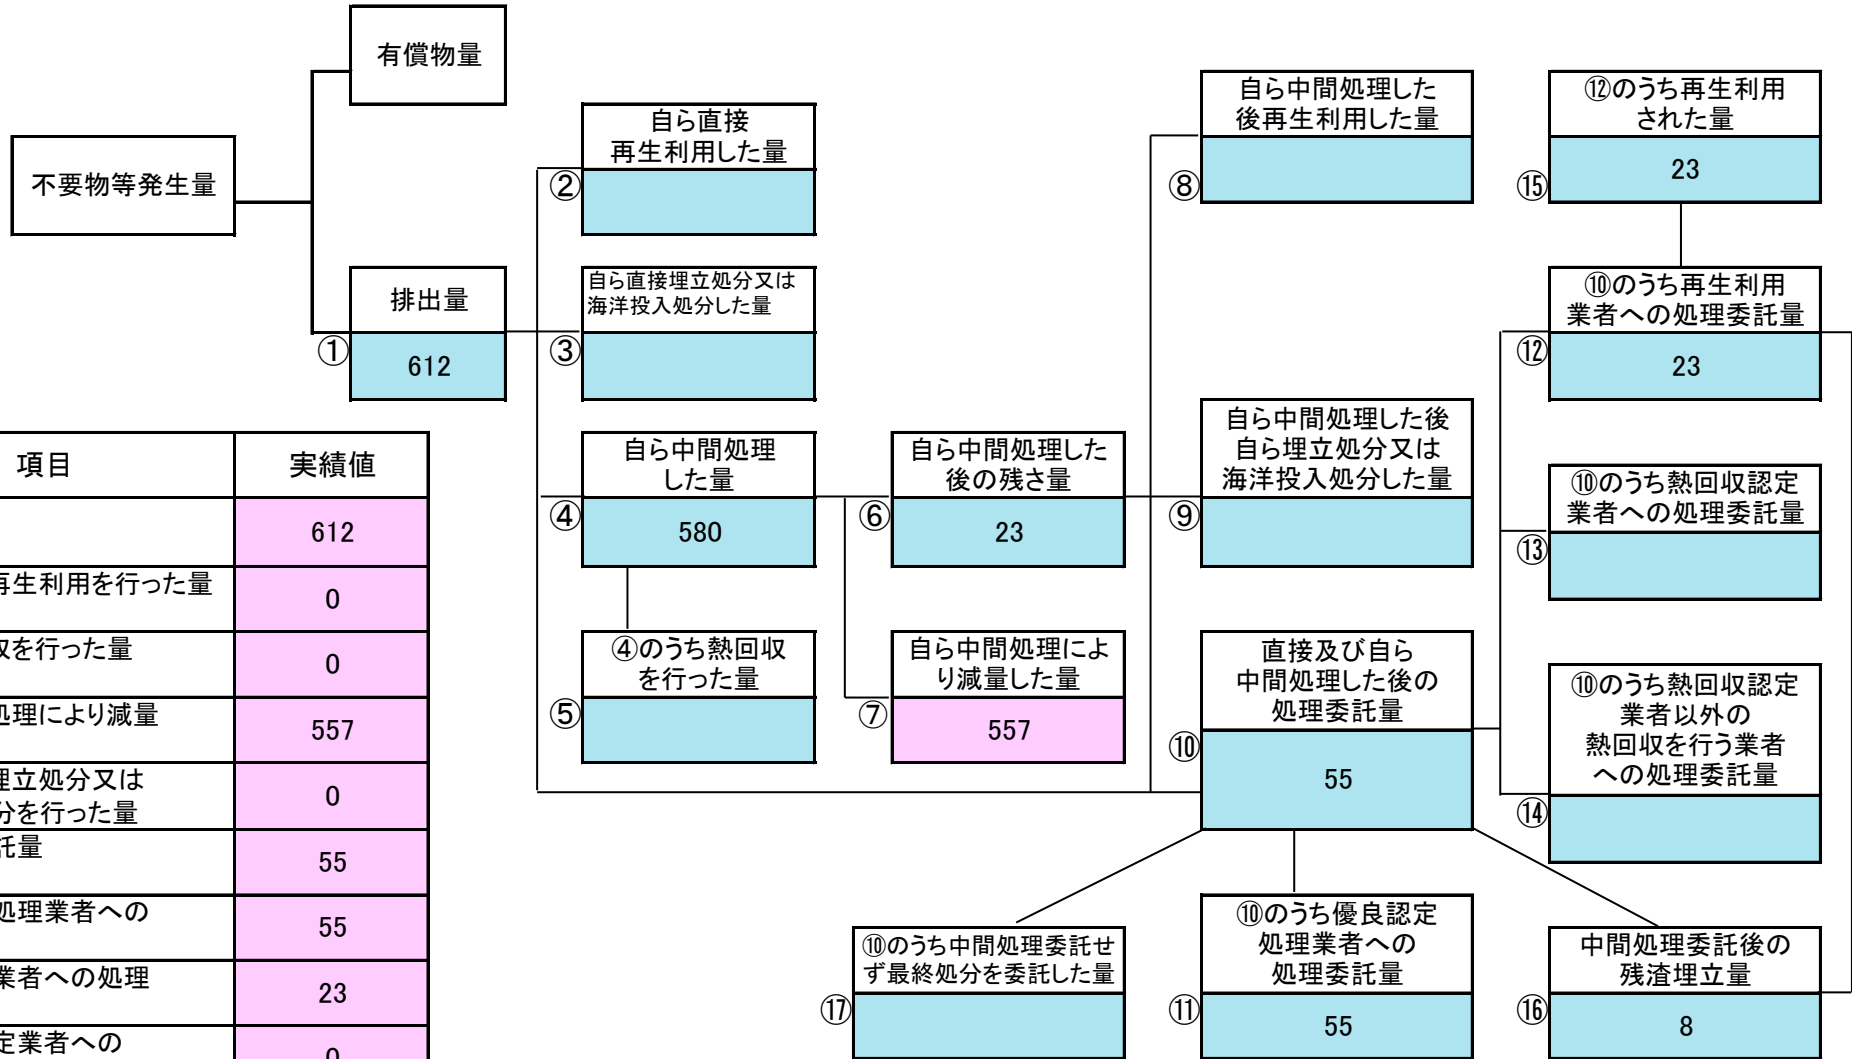 有償物量
不要物等発生量
排出量
①
612
自ら直接
再生利用した量
②
自ら直接埋立処分又は
海洋投入処分した量
③
自ら中間処理
した量
④
580
④のうち熱回収
を行った量
⑤
自ら中間処理した
後の残さ量
⑥
23
自ら中間処理によ
り減量した量
⑦
557
自ら中間処理した
後再生利用した量
⑧
自ら中間処理した後
自ら埋立処分又は
海洋投入処分した量
⑨
直接及び自ら
中間処理した後の
処理委託量
⑩
55
⑩のうち優良認定
処理業者への
処理委託量
⑪
55
⑩のうち中間処理委託せ
ず最終処分を委託した量
⑰
⑫のうち再生利用
された量
⑮
23
⑩のうち再生利用
業者への処理委託量
⑫
23
⑩のうち熱回収認定
業者への処理委託量
⑬
⑩のうち熱回収認定
業者以外の
熱回収を行う業者
への処理委託量
⑭
中間処理委託後の
残渣埋立量
⑯
8
項目 実績値
612
再生利用を行った量 0
を行った量 0
処理により減量 557
埋立処分又は
を行った量 0
託量 55
処理業者への 55
業者への処理 23
定業者への 0